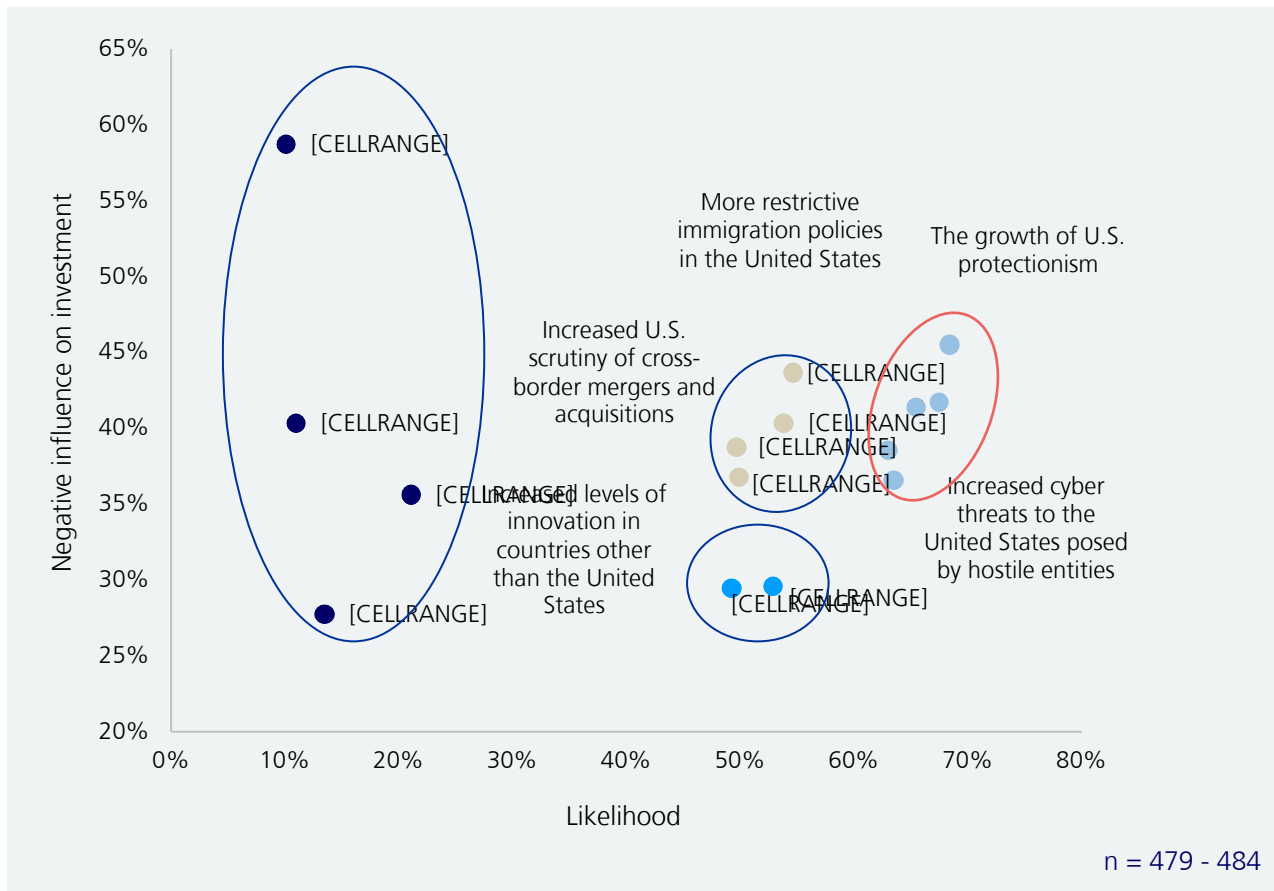 65%
60%
55%
50%
45%
40%
35%
30%
25%
20%
Negative influence on investment
[CELLRANGE]
[CELLRANGE]
[CELLRANGE]
[CELLRANGE]
Increased U.S.
scrutiny of cross-
border mergers and
acquisitions
Increased levels of
innovation in
countries other
than the United
States
More restrictive
immigration policies
in the United States
The growth of U.S.
protectionism
[CELLRANGE]
[CELLRANGE]
[CELLRANGE]
[CELLRANGE]
Increased cyber
threats to the
United States posed
by hostile entities
[CELLRANGE]
[CELLRANGE]
0%
10%
20%
30%
40%
50%
60%
70%
80%
Likelihood
n = 479 - 484